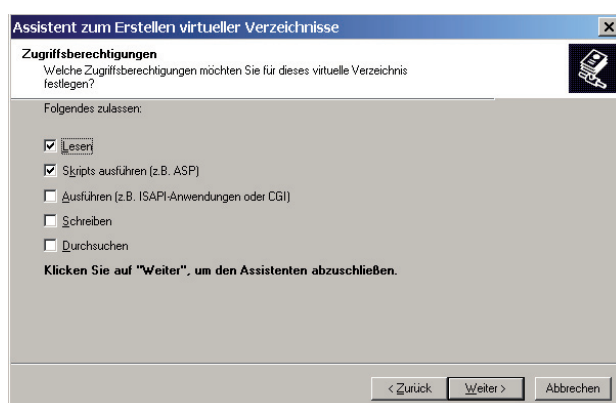 Assistent zum Erstellen virtueller Verzeichnisse
Zugriffsberechtigungen
Welche Zugriffsberechtigungen möchten Sie für dieses virtuelle Verzeichnis
festlegen?
Folgendes zulassen:
Lesen
Skripts ausführen (z.B. ASP)
Ausführen (z.B. ISAPI-Anwendungen oder CGI)
Schreiben
Durchsuchen
Klicken Sie auf "Weiter", um den Assistenten abzuschließen.
< Zurück Weiter > Abbrechen